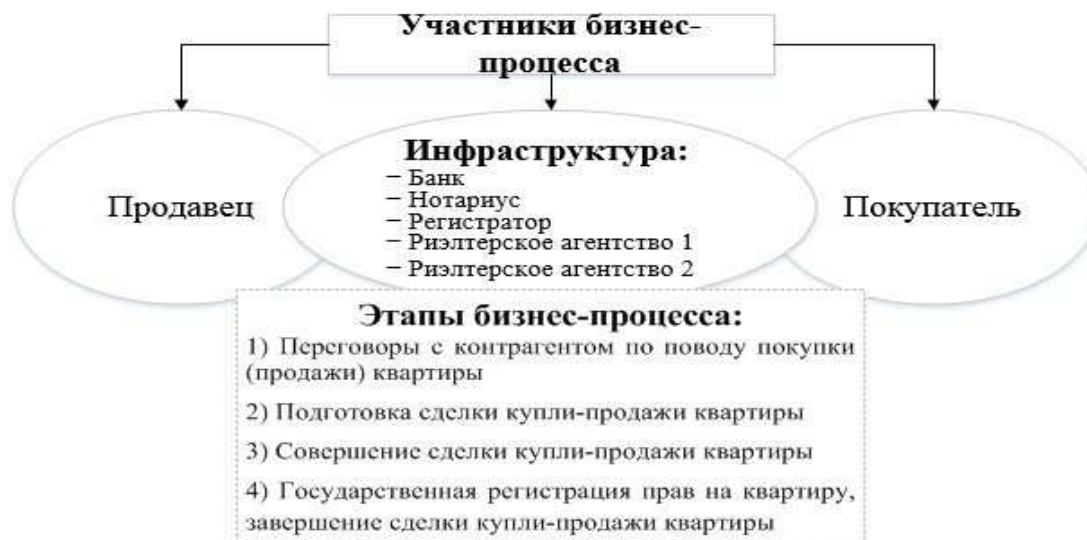 Участники бизнес-
процесса
Продавец
Инфраструктура:
– Банк
– Нотариус
– Регистратор
– Риэлтерское агентство 1
– Риэлтерское агентство 2
Покупатель
Этапы бизнес-процесса:
1) Переговоры с контрагентом по поводу покупки
(продажи) квартиры
2) Подготовка сделки купли-продажи квартиры
3) Совершение сделки купли-продажи квартиры
4) Государственная регистрация прав на квартиру,
завершение сделки купли-продажи квартиры